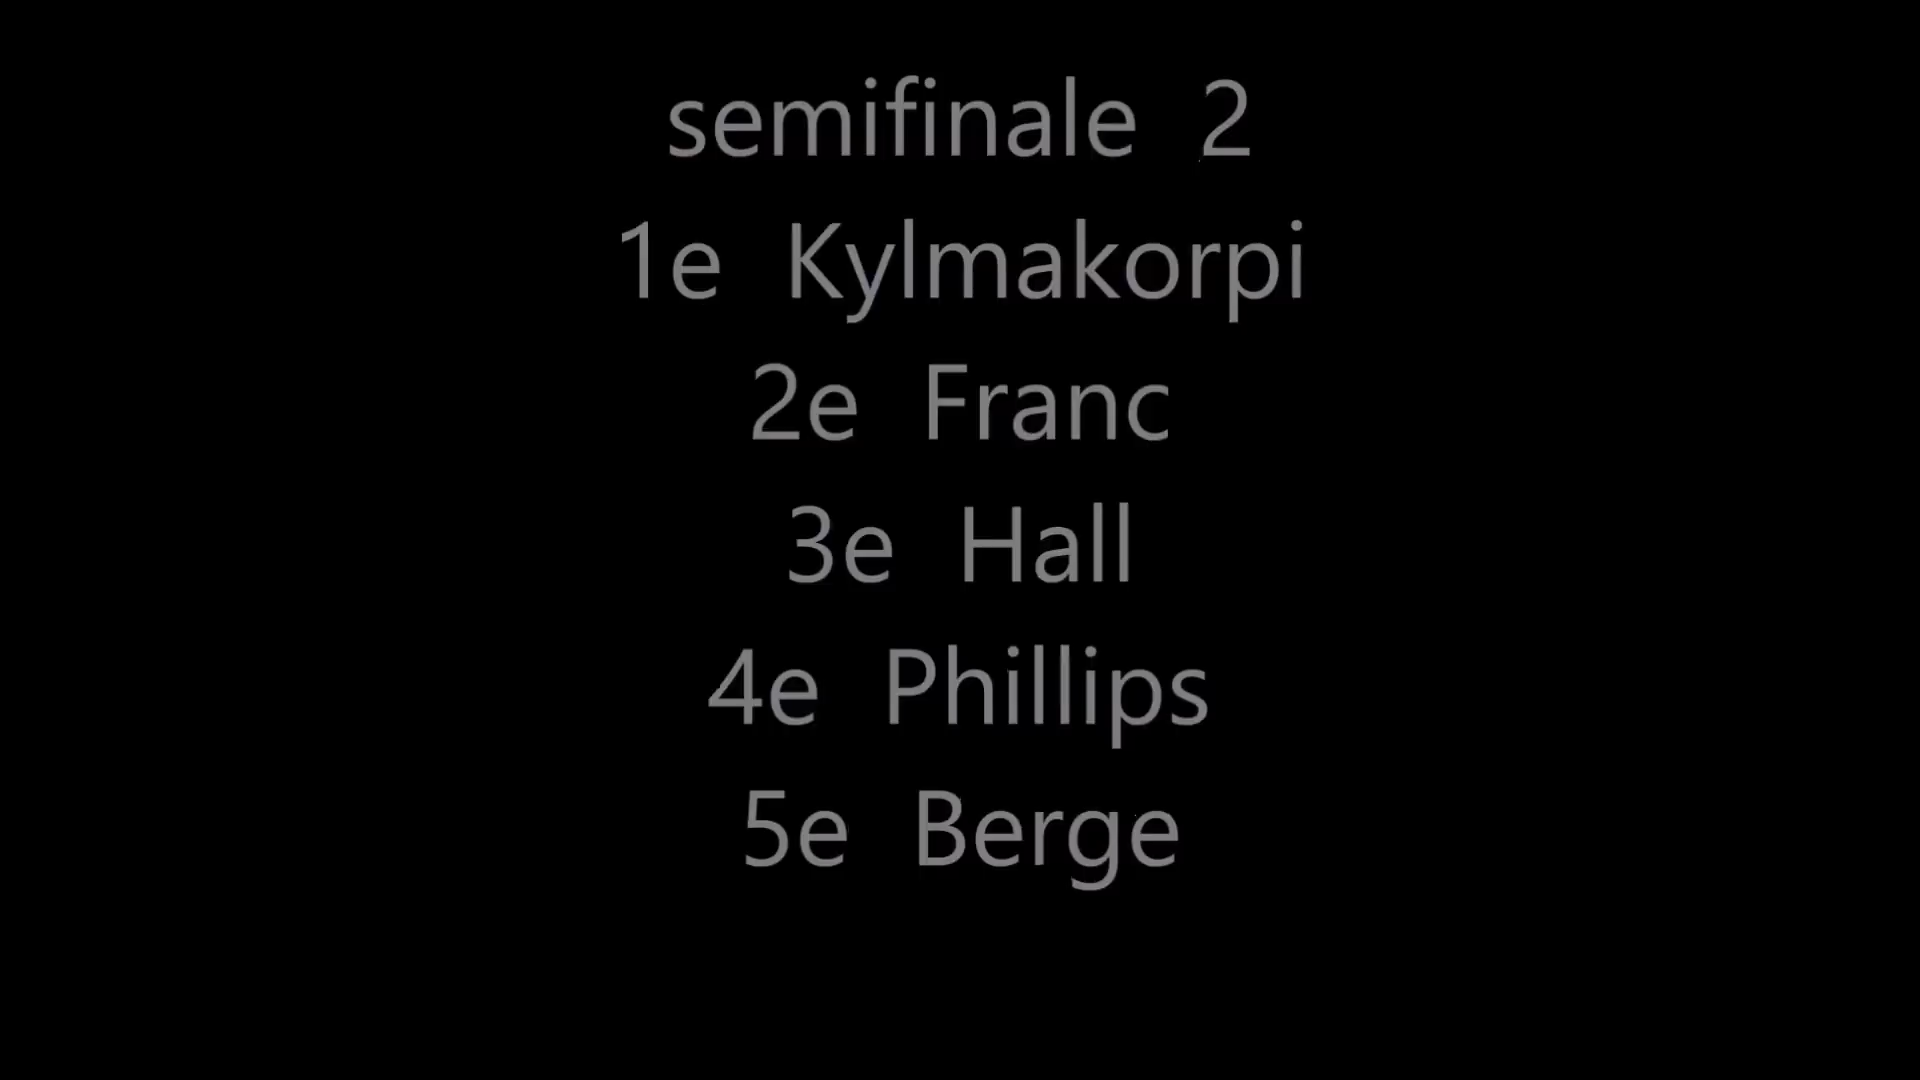 semifinale 2
1e Kylmakorpi
2e Franc
3e Hall
4e Phillips
5e Berge